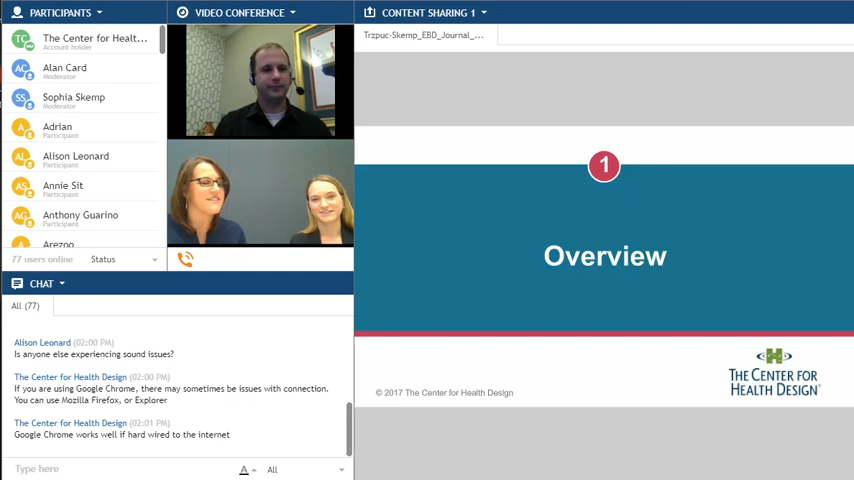 PARTICIPANTS
The Center for Healt...
Account holder
Alan Card
Moderator
Sophia Skemp
Moderator
Adrian
Participant
Alison Leonard
Participant
Annie Sit
Participant
Anthony Guarino
Participant
Arezoo
77 users online
Status
VIDEO CONFERENCE
CHAT
All (77)
Alison Leonard (02:00 PM)
Is anyone else experiencing sound issues?
The Center for Health Design (02:00 PM)
If you are using Google Chrome, there may sometimes be issues with connection.
You can use Mozilla Firefox, or Explorer
The Center for Health Design (02:01 PM)
Google Chrome works well if hard wired to the internet
Type here
A
All
CONTENT SHARING 1
Trzpuc-Skemp_EBD_Journal_...
1
Overview
© 2017 The Center for Health Design
THE CENTER FOR
HEALTH DESIGN
TC
AC
SS
A
AL
AS
AG
A